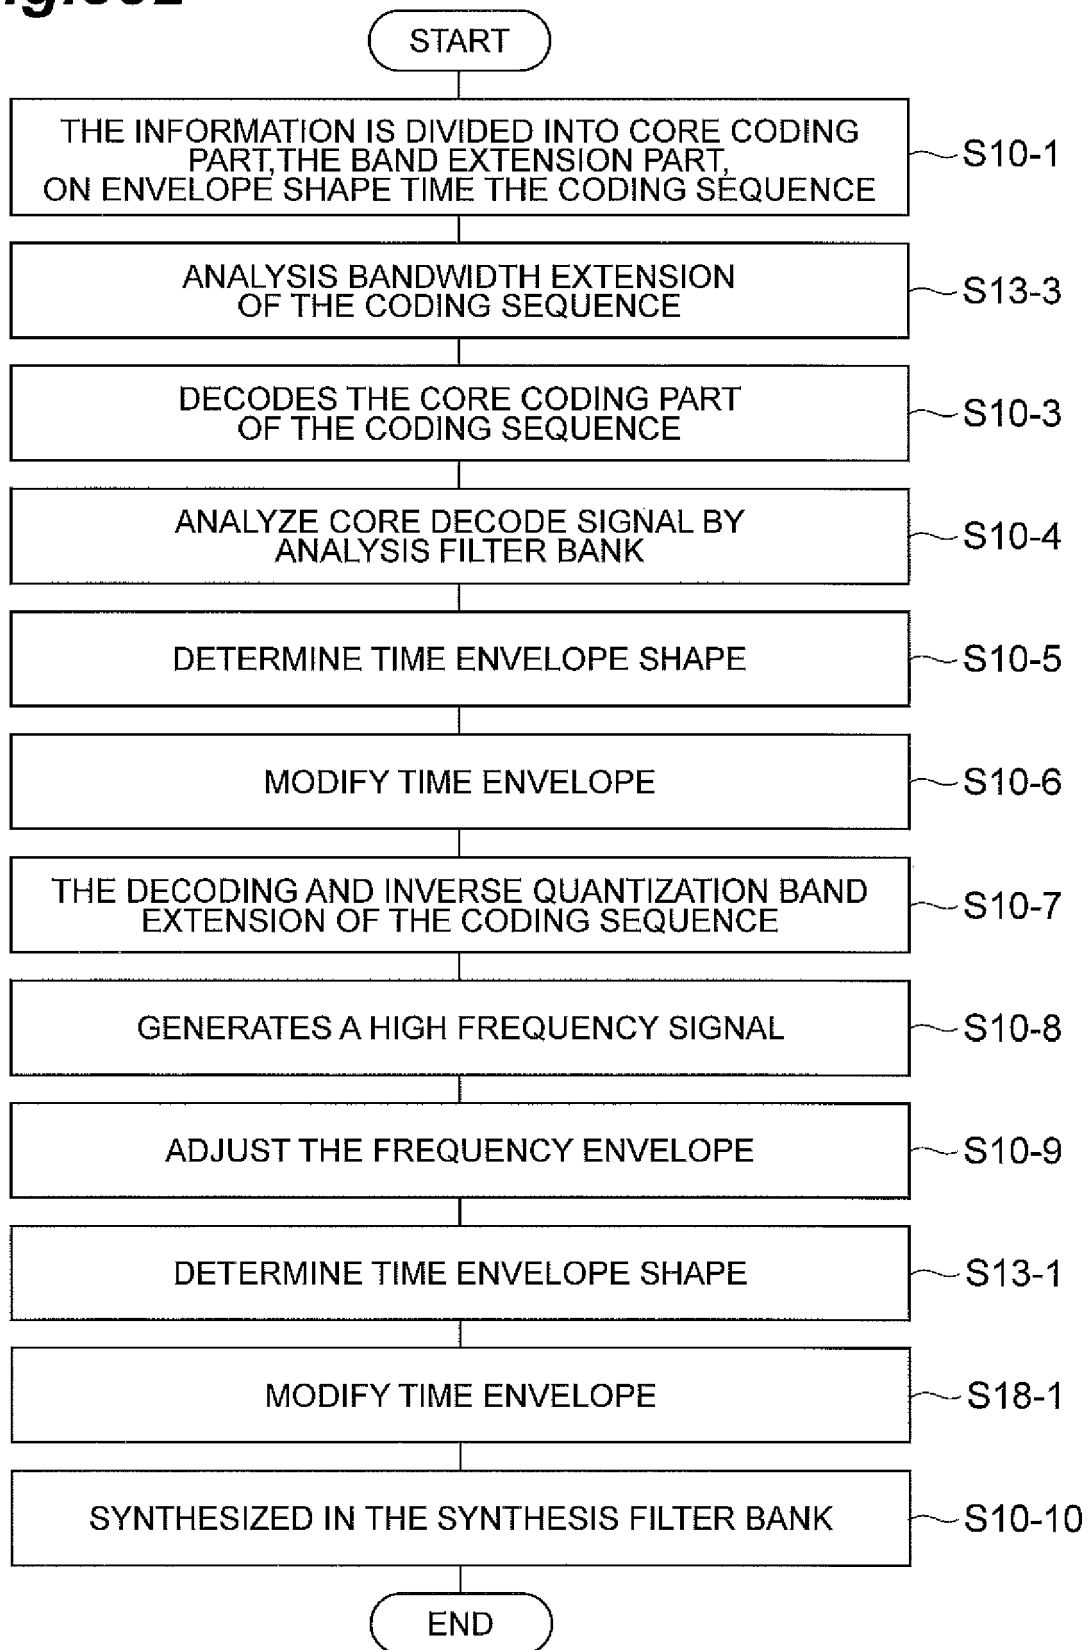 START
THE INFORMATION IS DIVIDED INTO CORE CODING
PART,THE BAND EXTENSION PART,
ON ENVELOPE SHAPE TIME THE CODING SEQUENCE
S10-1
ANALYSIS BANDWIDTH EXTENSION
OF THE CODING SEQUENCE
S13-3
DECODES THE CORE CODING PART
OF THE CODING SEQUENCE
S10-3
ANALYZE CORE DECODE SIGNAL BY
ANALYSIS FILTER BANK
S10-4
DETERMINE TIME ENVELOPE SHAPE
S10-5
MODIFY TIME ENVELOPE
S10-6
THE DECODING AND INVERSE QUANTIZATION BAND
EXTENSION OF THE CODING SEQUENCE
S10-7
GENERATES A HIGH FREQUENCY SIGNAL
S10-8
ADJUST THE FREQUENCY ENVELOPE
S10-9
DETERMINE TIME ENVELOPE SHAPE
S13-1
MODIFY TIME ENVELOPE
S18-1
SYNTHESIZED IN THE SYNTHESIS FILTER BANK
S10-10
END